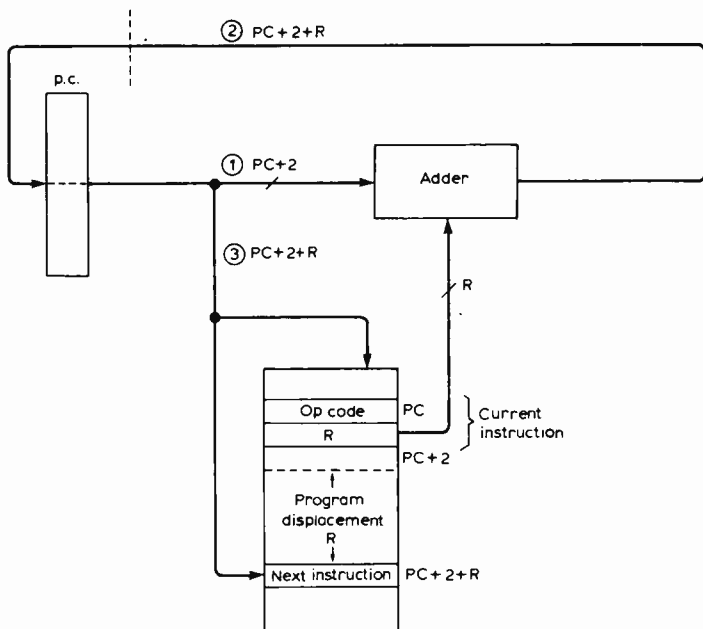 ② PC+2+R
p.c.
① PC+2
Adder
③ PC+2+R
R
Op code
PC
R
Current
instruction
PC+2
Program
displacement
R
Next instruction
PC+2+R